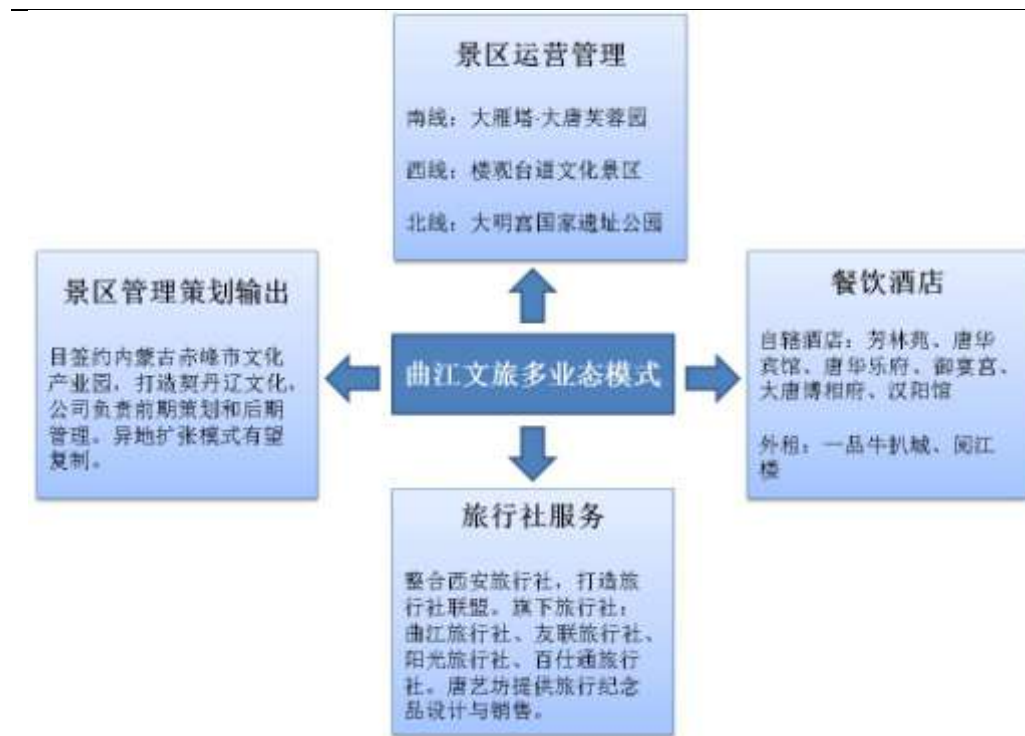 景区运营管理
南线：大雁塔·大唐芙蓉园
西线：楼观台道文化景区
北线：大明宫国家遗址公园
景区管理策划输出
目签约内蒙古赤峰市文化
产业园，打造契丹辽文化，
公司负责前期策划和后期
管理。异地扩张模式有望
复制。
曲江文旅多业态模式
餐饮酒店
自辖酒店：芳林苑、唐华
宾馆、唐华乐府、御宴宫、
大唐博相府、汉阳馆
外租：一品牛扒城、阅江
楼
旅行社服务
整合西安旅行社，打造旅
行社联盟。旗下旅行社：
曲江旅行社、友联旅行社、
阳光旅行社、百仕通旅行
社。唐艺坊提供旅行纪念
品设计与销售。